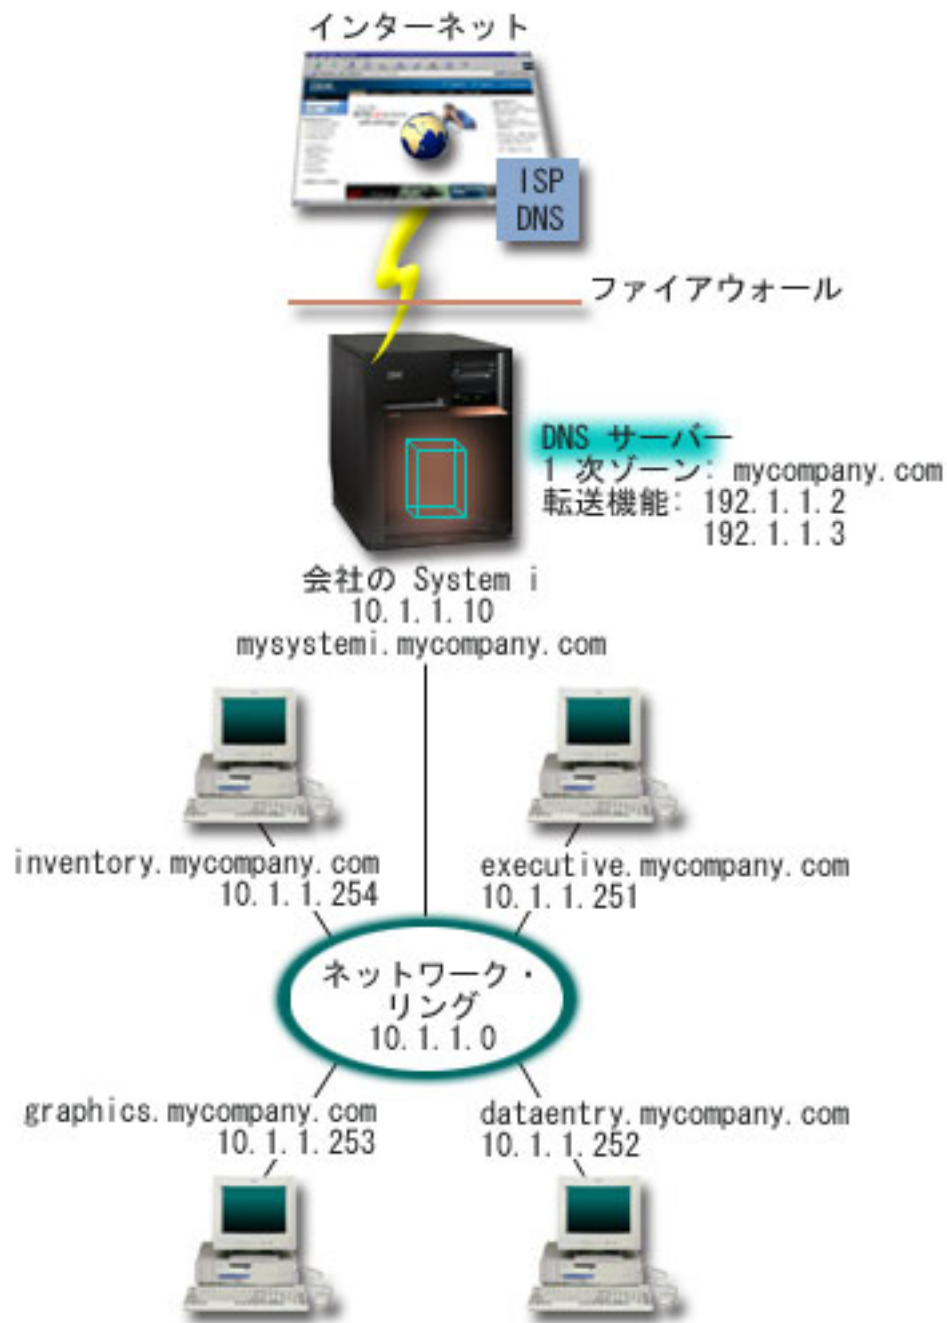 インターネット
ISP
DNS
ファイアウォール
DNS サーバー
1 次ゾーン: mycompany.com
転送機能: 192.1.1.2
192.1.1.3
会社の System i
10.1.1.10
mysystemi.mycompany.com
inventory.mycompany.com
10.1.1.254
executive.mycompany.com
10.1.1.251
ネットワーク・
リング
10.1.1.0
graphics.mycompany.com
10.1.1.253
dataentry.mycompany.com
10.1.1.252